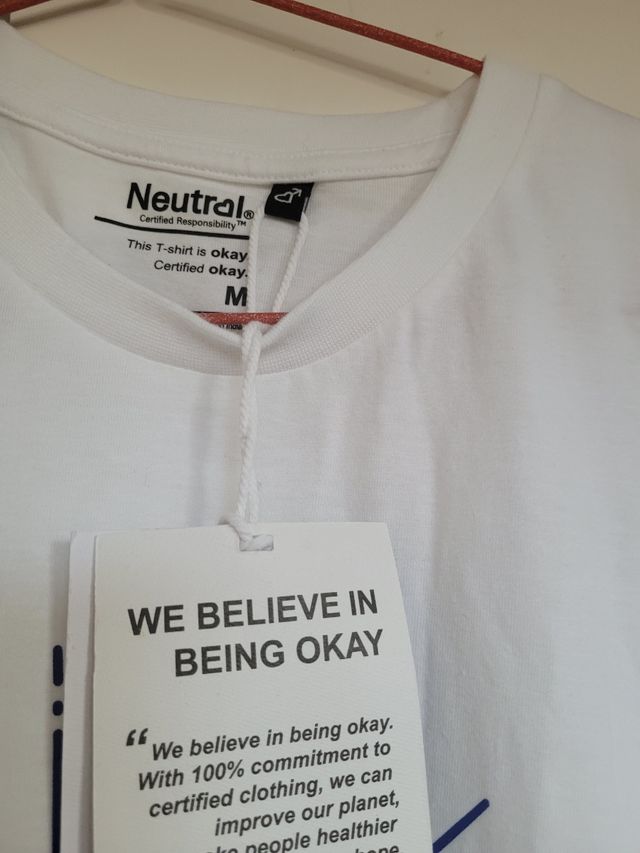 Neutral®
Certified Responsibility™
This T-shirt is okay.
Certified okay.
M
WE BELIEVE IN
BEING OKAY
“We believe in being okay.
With 100% commitment to
certified clothing, we can
improve our planet,
people healthier